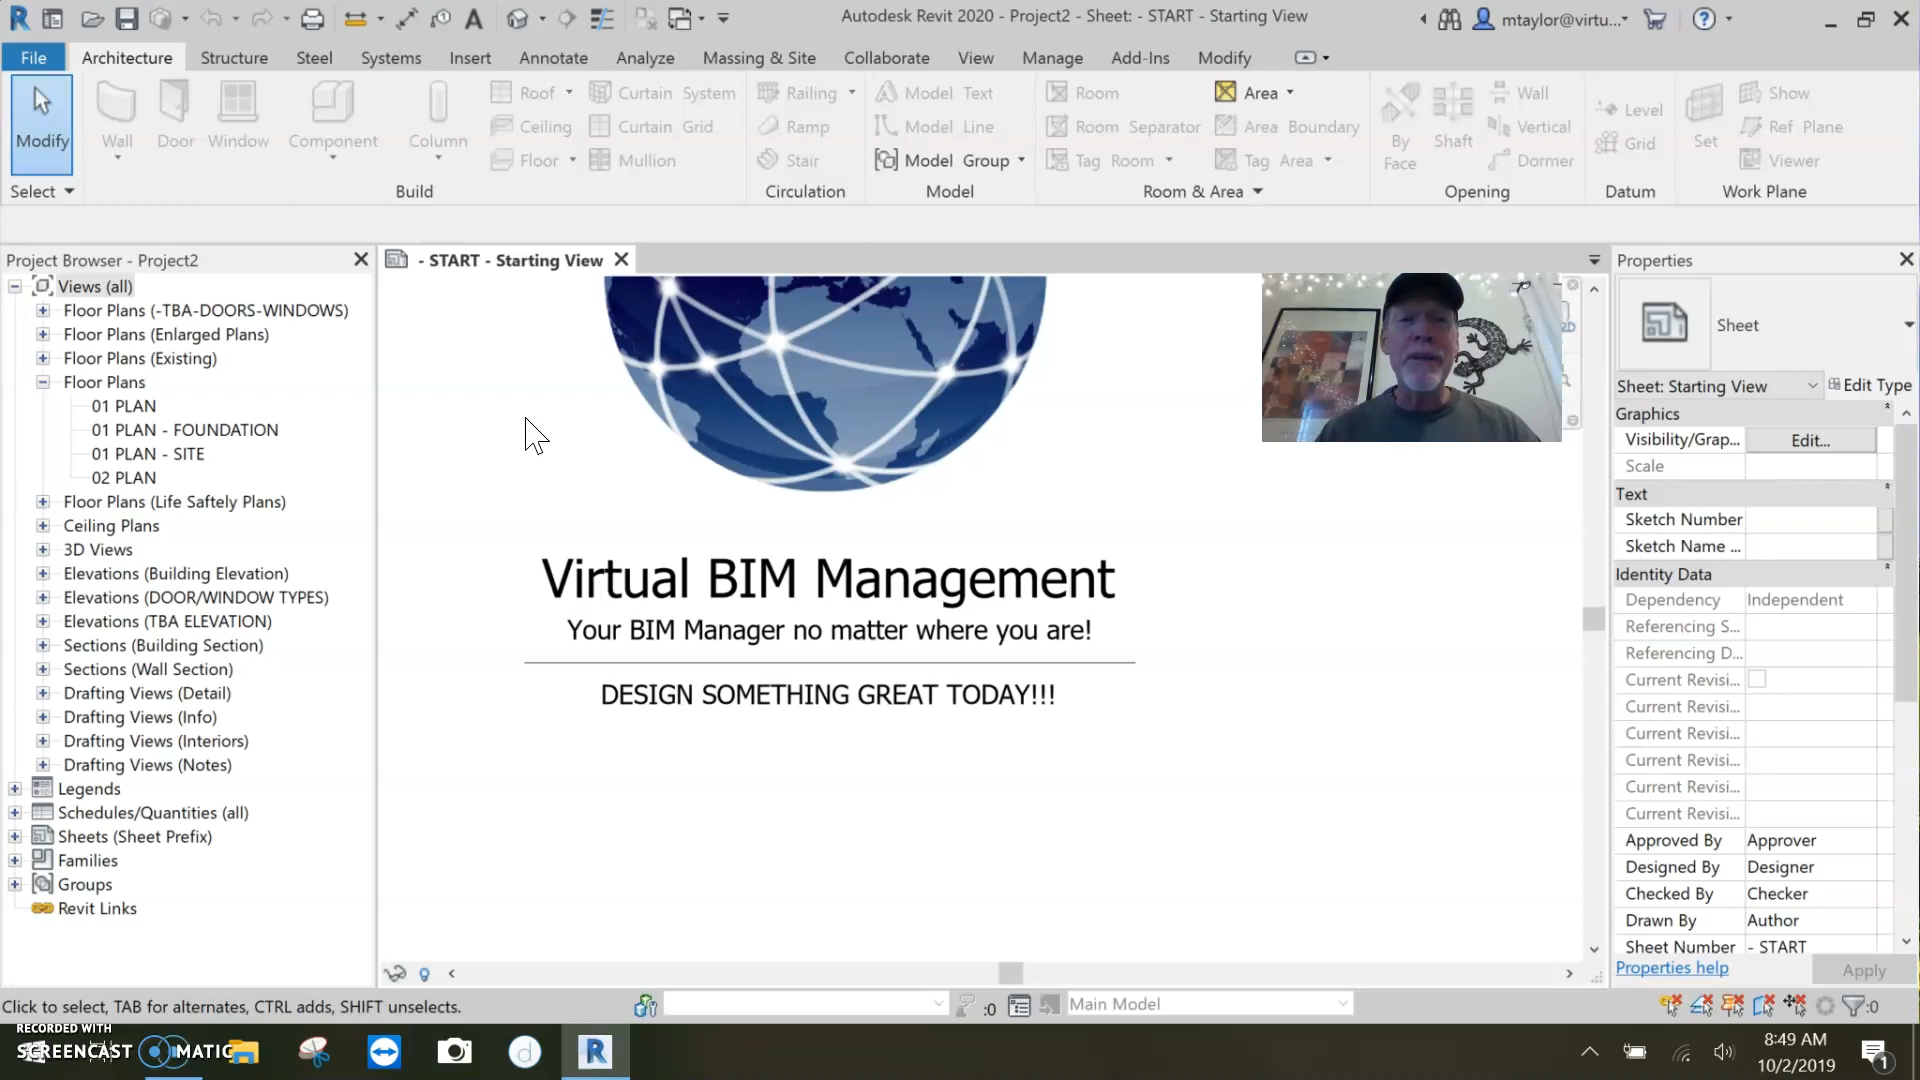 Autodesk Revit 2020 - Project2 - Sheet: - START - Starting View
mtaylor@virtu...
File Architecture Structure Steel Systems Insert Annotate Analyze Massing & Site Collaborate View Manage Add-Ins Modify
Modify
Wall
Door
Window
Component
Column
Roof
Ceiling
Floor
Curtain System
Curtain Grid
Mullion
Railing
Ramp
Stair
Model Text
Model Line
Model Group
Room
Room Separator
Tag Room
Area
Area Boundary
Tag Area
By
Face
Shaft
Wall
Vertical
Dormer
Level
Grid
Set
Show
Ref Plane
Viewer
Select
Build
Circulation
Model
Room & Area
Opening
Datum
Work Plane
Project Browser - Project2
Views (all)
Floor Plans (-TBA-DOORS-WINDOWS)
Floor Plans (Enlarged Plans)
Floor Plans (Existing)
Floor Plans
01 PLAN
01 PLAN - FOUNDATION
01 PLAN - SITE
02 PLAN
Floor Plans (Life Saftely Plans)
Ceiling Plans
3D Views
Elevations (Building Elevation)
Elevations (DOOR/WINDOW TYPES)
Elevations (TBA ELEVATION)
Sections (Building Section)
Sections (Wall Section)
Drafting Views (Detail)
Drafting Views (Info)
Drafting Views (Interiors)
Drafting Views (Notes)
Legends
Schedules/Quantities (all)
Sheets (Sheet Prefix)
Families
Groups
Revit Links
- START - Starting View
Virtual BIM Management
Your BIM Manager no matter where you are!
DESIGN SOMETHING GREAT TODAY!!!
Properties
Sheet
Sheet: Starting View
Edit Type
Graphics
Visibility/Grap... Edit...
Scale
Text
Sketch Number
Sketch Name ...
Identity Data
Dependency Independent
Referencing S...
Referencing D...
Current Revisi...
Current Revisi...
Current Revisi...
Current Revisi...
Current Revisi...
Current Revisi...
Approved By Approver
Designed By Designer
Checked By Checker
Drawn By Author
Sheet Number - START
Properties help
Apply
Click to select, TAB for alternates, CTRL adds, SHIFT unselects.
:0
Main Model
:0
RECORDED WITH
SCREENCAST MATIC
8:49 AM
10/2/2019
1